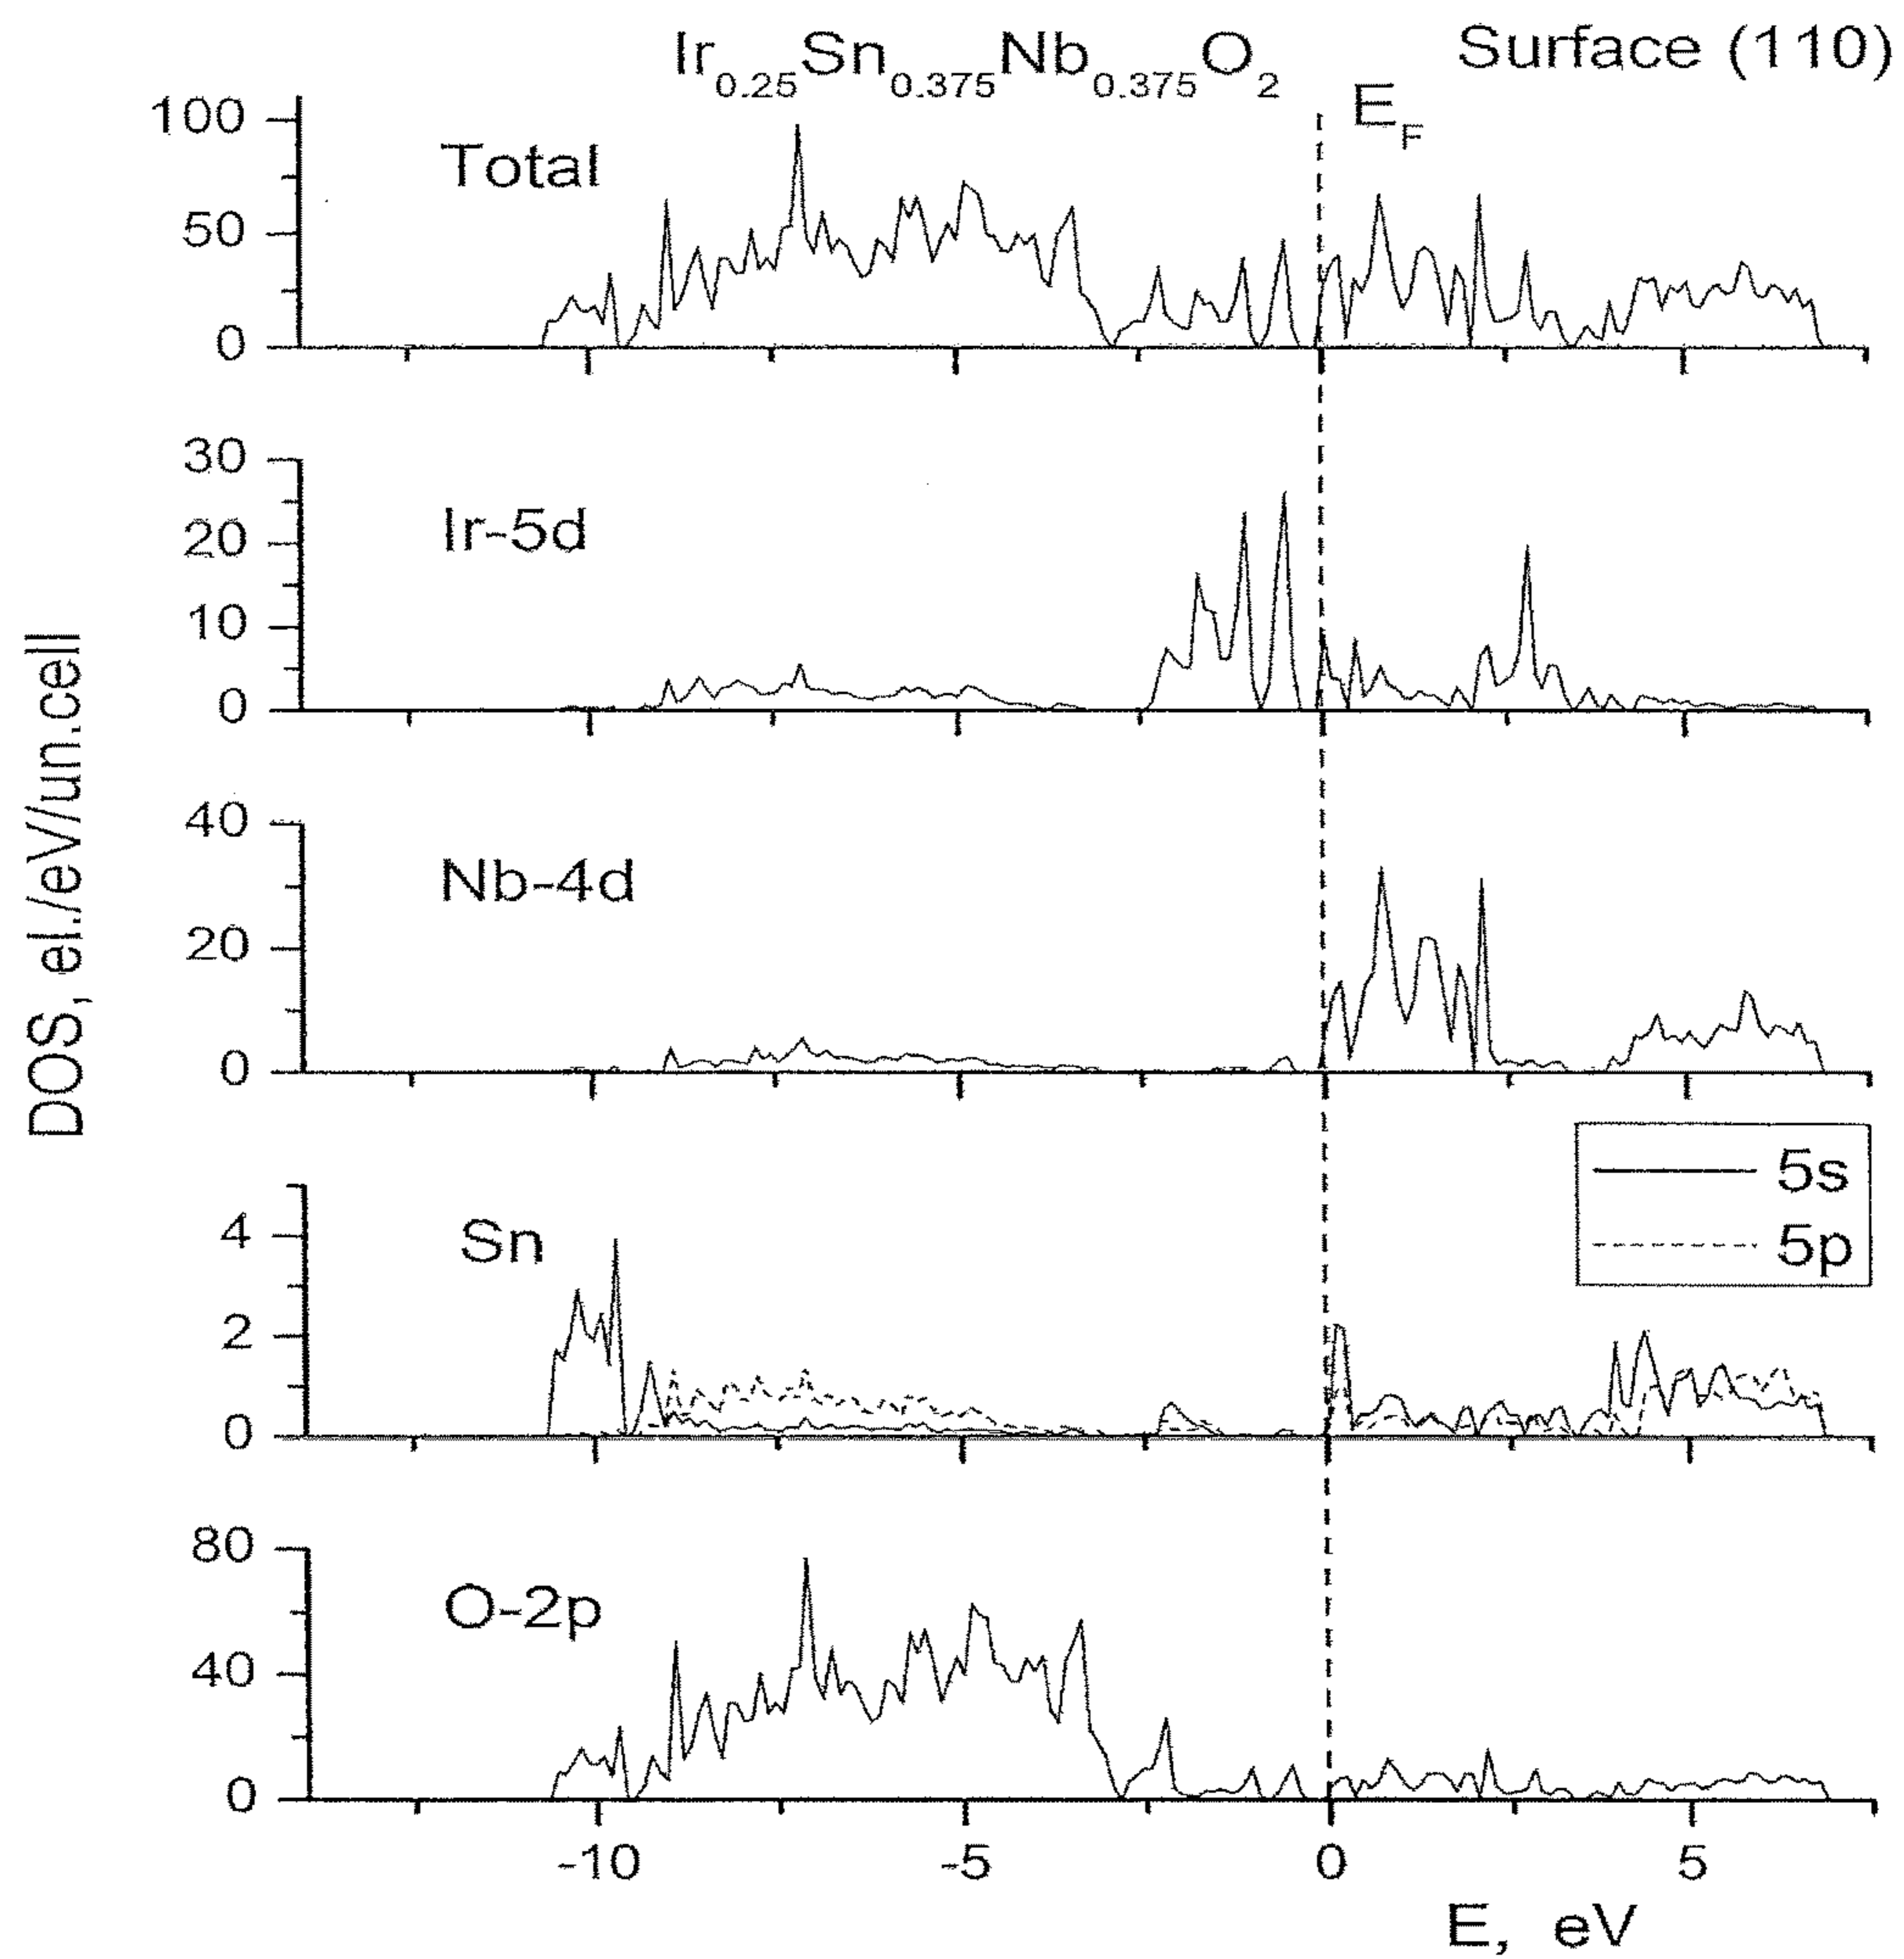 Ir0.25Sn0.375Nb0.375O2 Surface (110)
EF
100
Total
50
0
30
Ir-5d
20
10
0
40
Nb-4d
20
0
5s
5p
4
Sn
2
0
80
O-2p
40
0
-10 -5 0 5
E, eV
DOS, el./eV/un.cell